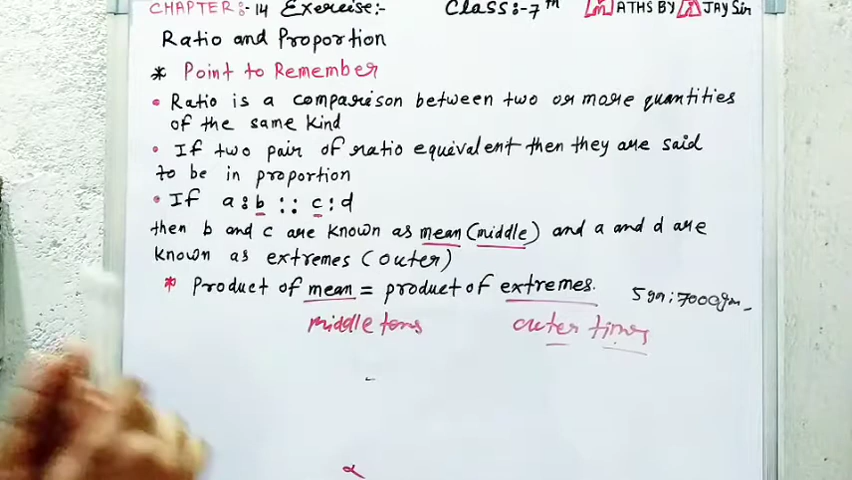 CHAPTER:-14 Exercise:- Class:-7th MATHS BY JAY Sir
Ratio and Proportion
* Point to Remember
• Ratio is a comparison between two or more quantities
of the same kind
• If two pair of ratio equivalent then they are said
to be in proportion
• If a:b :: c:d
then b and c are known as mean (middle) and a and d are
known as extremes (outer)
* Product of mean = product of extremes.
5gm:7000gm
middle outer